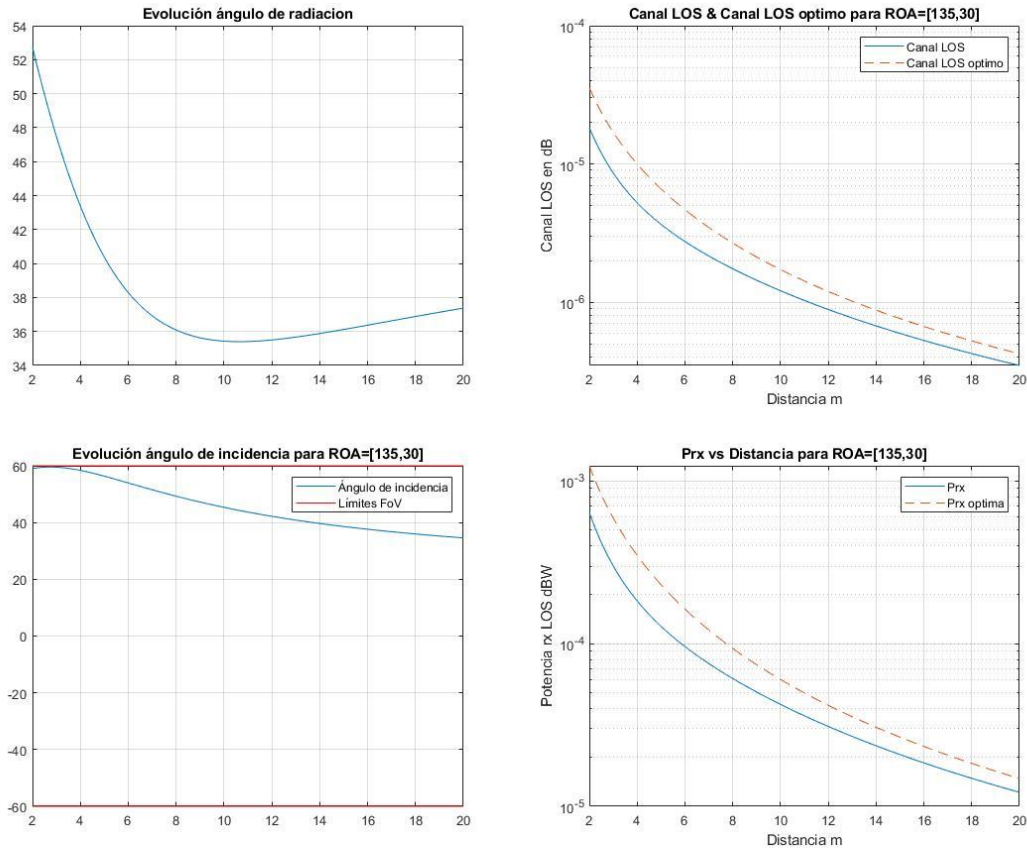 Evolución ángulo de radiacion
54
52
50
48
46
44
42
40
38
36
34
2 4 6 8 10 12 14 16 18 20
Canal LOS & Canal LOS optimo para ROA=[135,30]
Canal LOS
Canal LOS optimo
Canal LOS en dB
10-4
10-5
10-6
2 4 6 8 10 12 14 16 18 20
Distancia m
Evolución ángulo de incidencia para ROA=[135,30]
Ángulo de incidencia
Límites FoV
60
40
20
0
-20
-40
-60
2 4 6 8 10 12 14 16 18 20
Prx vs Distancia para ROA=[135,30]
Prx
Prx optima
Potencia rx LOS dBW
10-3
10-4
10-5
2 4 6 8 10 12 14 16 18 20
Distancia m